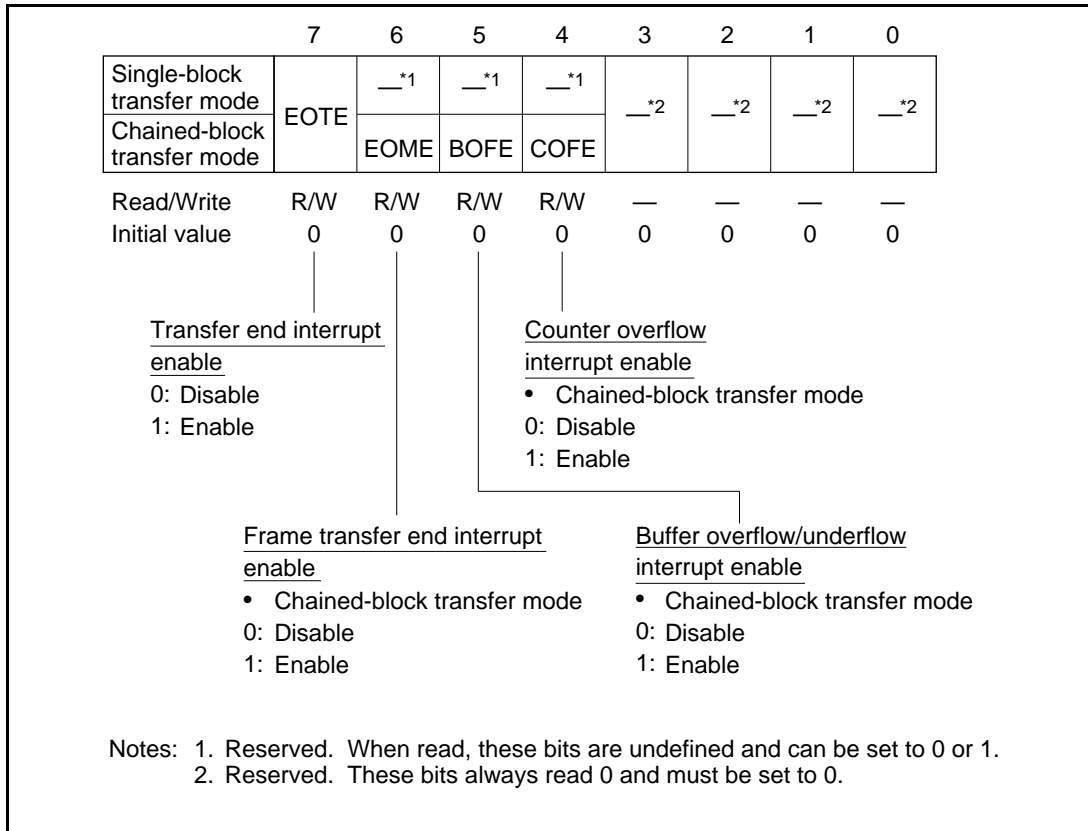 7 6 5 4 3 2 1 0
Single-block
transfer mode
—*1 —*1 —*1
EOTE
—*2 —*2 —*2 —*2
Chained-block
transfer mode
EOME BOFE COFE
Read/Write R/W R/W R/W R/W — — — —
Initial value 0 0 0 0 0 0 0 0
Transfer end interrupt
enable
0: Disable
1: Enable
Counter overflow
interrupt enable
• Chained-block transfer mode
0: Disable
1: Enable
Frame transfer end interrupt
enable
• Chained-block transfer mode
0: Disable
1: Enable
Buffer overflow/underflow
interrupt enable
• Chained-block transfer mode
0: Disable
1: Enable
Notes: 1. Reserved. When read, these bits are undefined and can be set to 0 or 1.
2. Reserved. These bits always read 0 and must be set to 0.